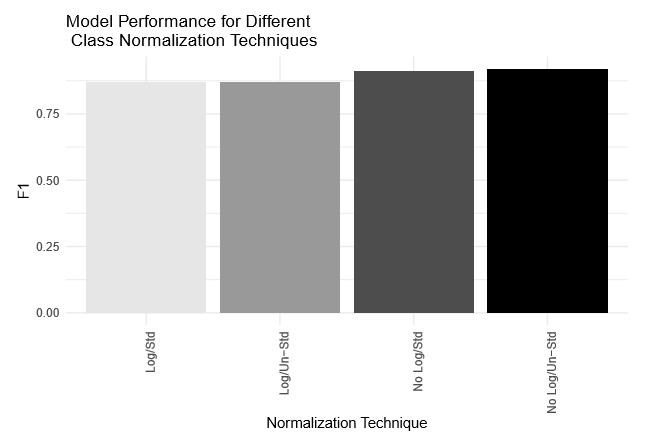 Model Performance for Different
Class Normalization Techniques
F1
0.75
0.50
0.25
0.00
Log/Std
Log/Un−Std
No Log/Std
No Log/Un−Std
Normalization Technique